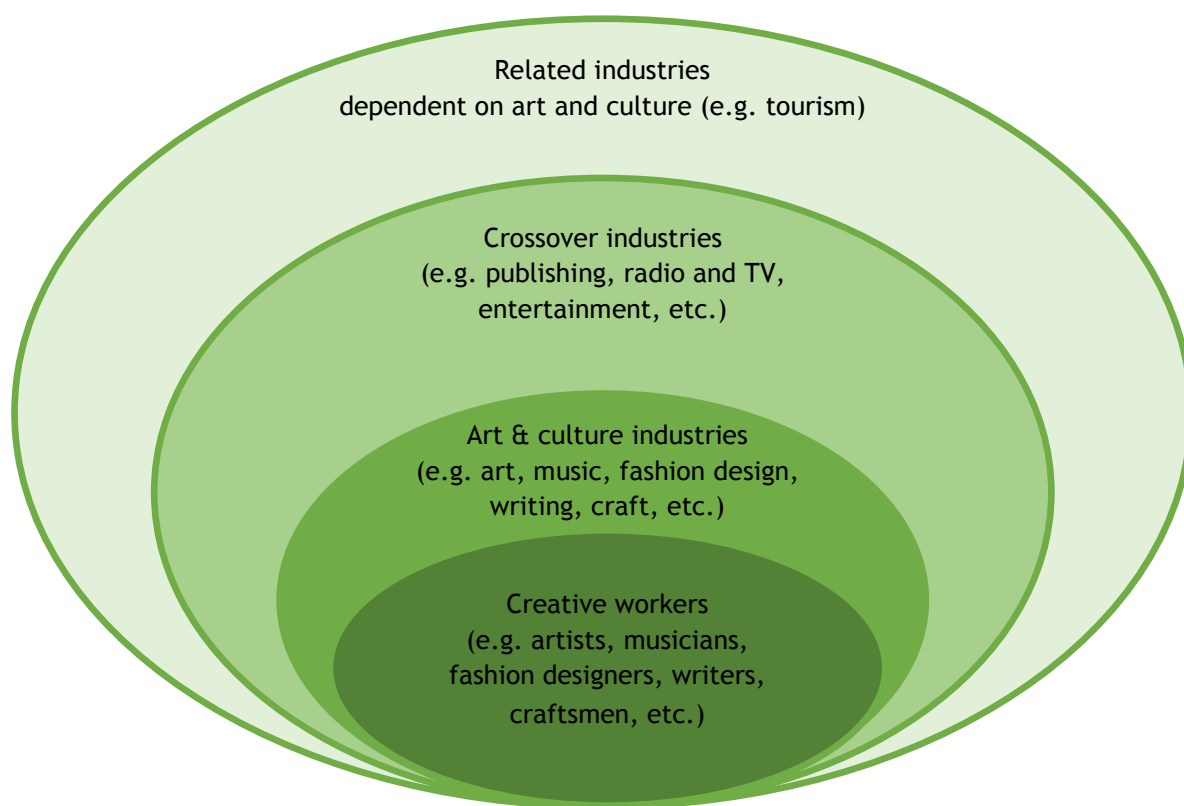 Related industries
dependent on art and culture (e.g. tourism)
Crossover industries
(e.g. publishing, radio and TV,
entertainment, etc.)
Art & culture industries
(e.g. art, music, fashion design,
writing, craft, etc.)
Creative workers
(e.g. artists, musicians,
fashion designers, writers,
craftsmen, etc.)